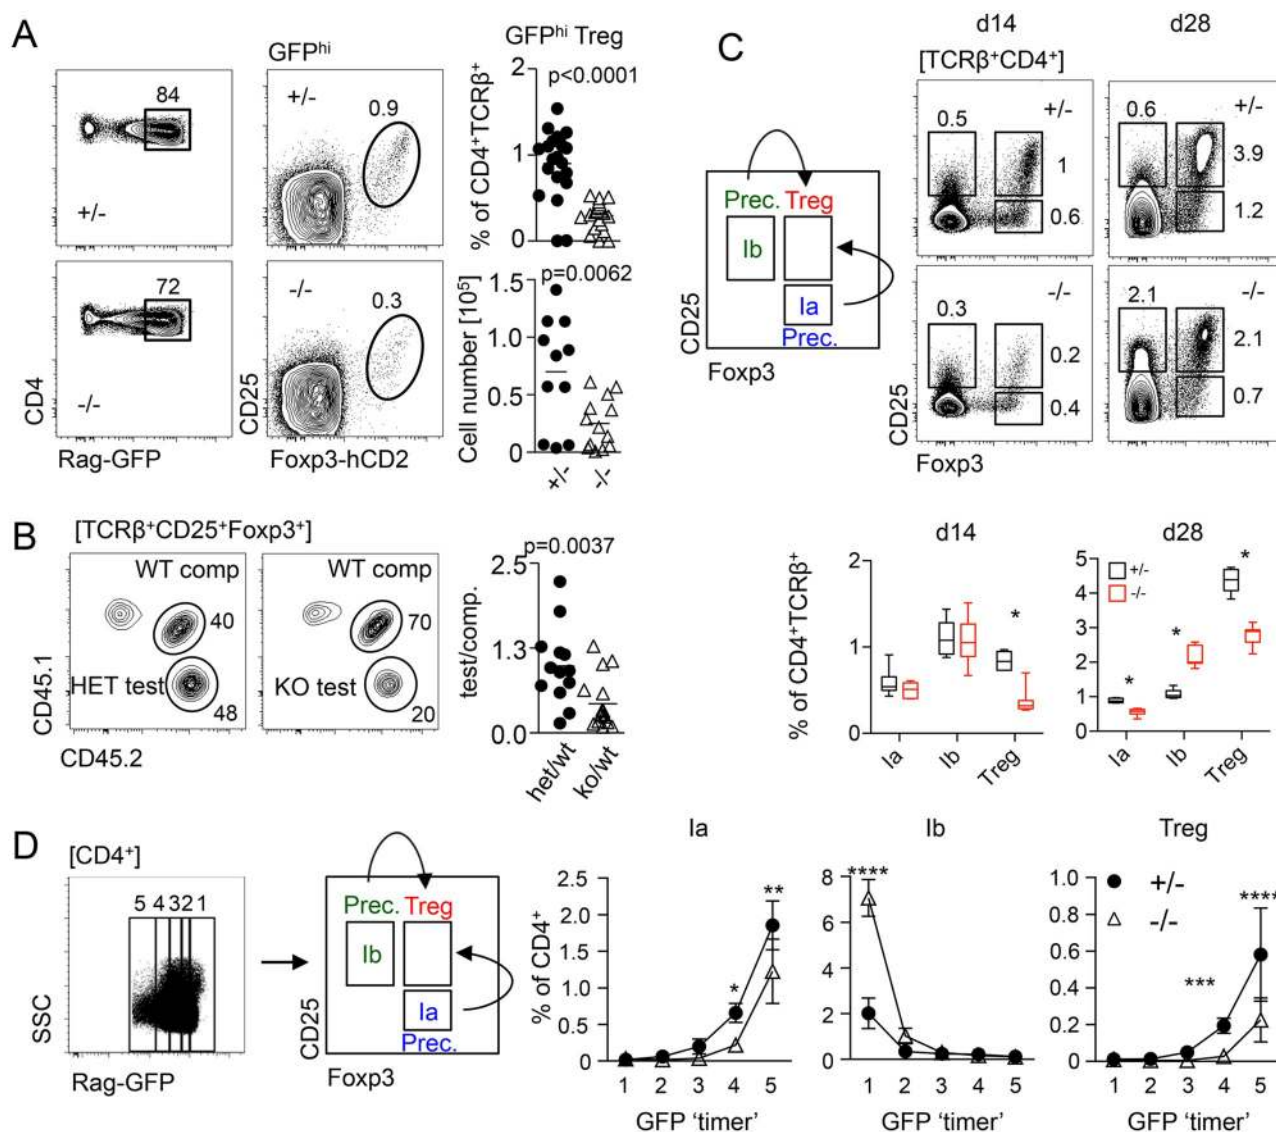 A
GFPhi
GFPhi Treg
84
+/-
+/-
0.9
72
-/-
-/-
0.3
CD4
Rag-GFP
CD25
Foxp3-hCD2
% of CD4+TCRβ+
2
1
0
p<0.0001
Cell number [10⁵]
1.5
1.0
0.5
0
p=0.0062
+/-
-/-
B
[TCRβ+CD25+Foxp3+]
WT comp
40
HET test
48
WT comp
70
KO test
20
CD45.1
CD45.2
p=0.0037
test/comp.
2.5
1.3
0.0
het/wt
ko/wt
C
d14
d28
[TCRβ+CD4+]
Prec. Treg
Ib
Ia
Prec.
CD25
Foxp3
0.5
+/-
1
0.6
0.6
+/-
3.9
1.2
0.3
-/-
0.2
0.4
2.1
-/-
2.1
0.7
CD25
Foxp3
d14
d28
% of CD4+TCRβ+
2
1
0
*
Ia
Ib
Treg
5
4
3
2
1
0
+/-
-/-
*
*
*
Ia
Ib
Treg
D
[CD4+]
5 4 32 1
SSC
Rag-GFP
Prec. Treg
Ib
Ia
Prec.
CD25
Foxp3
Ia
% of CD4+
2.5
2.0
1.5
1.0
0.5
0
*
**
1 2 3 4 5
GFP ‘timer’
Ib
8
6
4
2
0
****
1 2 3 4 5
GFP ‘timer’
Treg
1.0
0.8
0.6
0.4
0.2
0
+/-
-/-
***
****
1 2 3 4 5
GFP ‘timer’